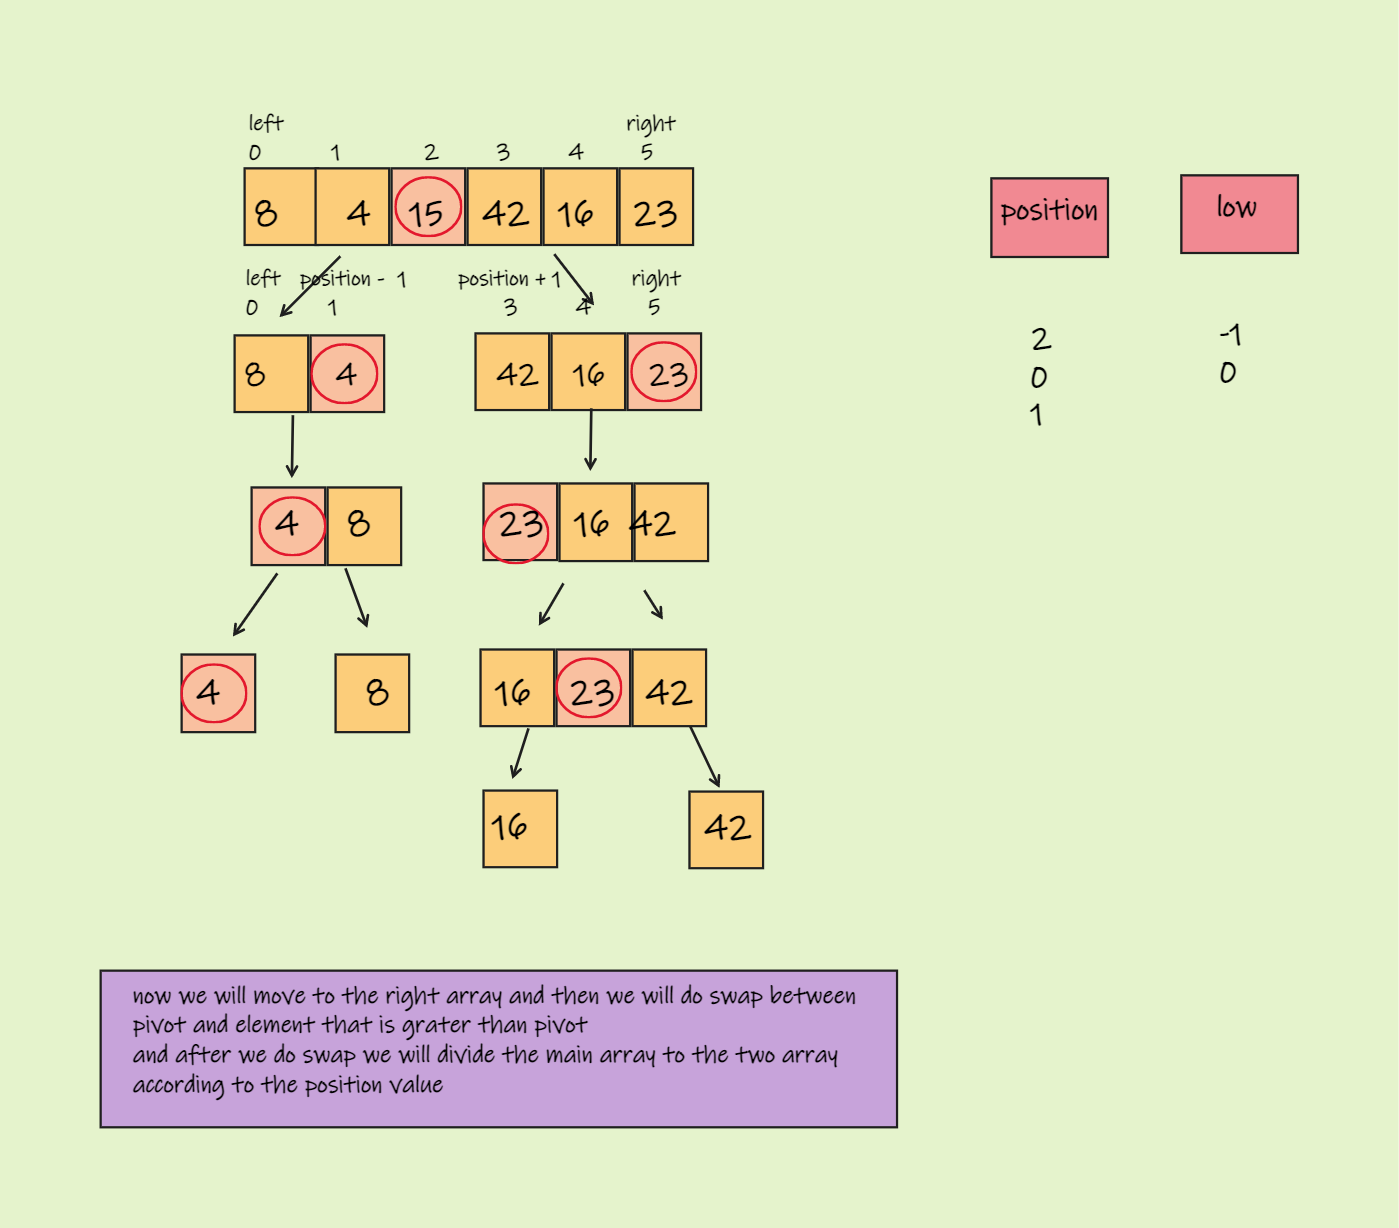 left right
0 1 2 3 4 5
8 4 15 42 16 23
position low
left position - 1 position + 1 right
0 1 3 4 5
8 4 42 16 23
2 -1
0 0
1
4 8 23 16 42
4 8 16 23 42
16 42
now we will move to the right array and then we will do swap between
pivot and element that is grater than pivot
and after we do swap we will divide the main array to the two array
according to the position value